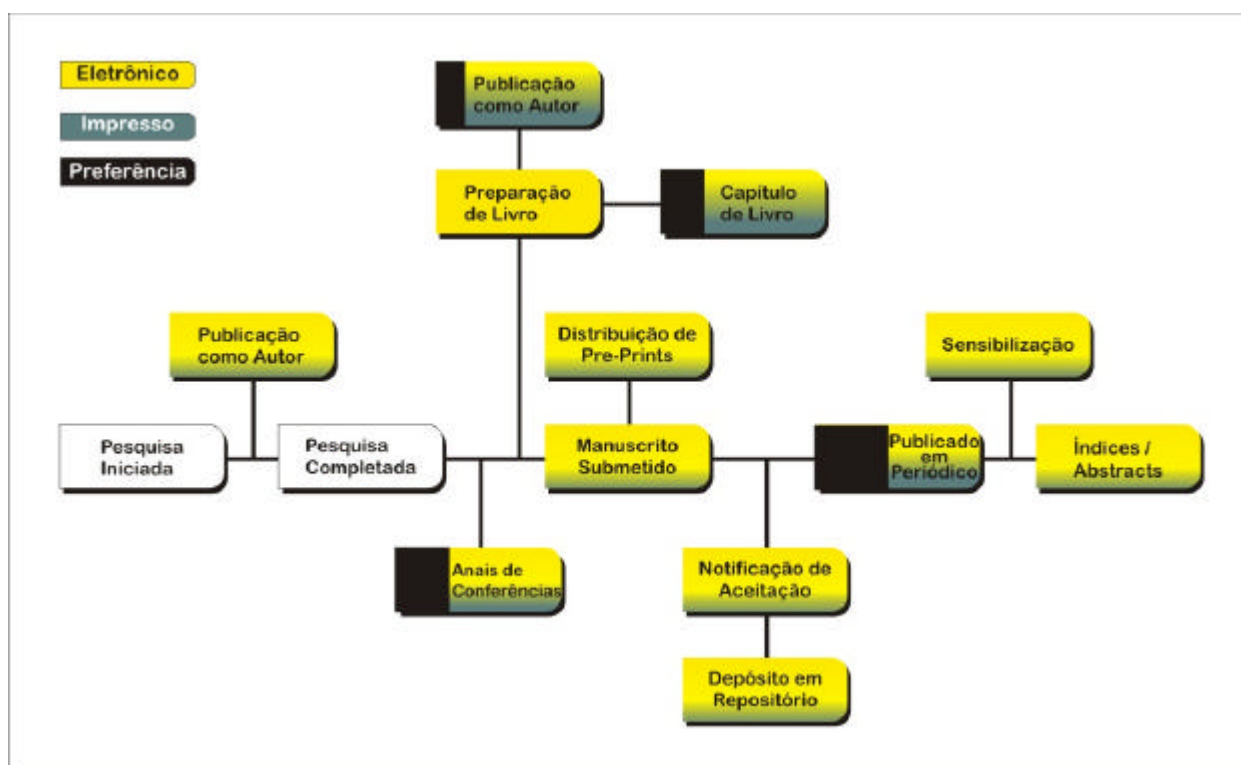 Eletrônico
Impresso
Preferência
Publicação
como Autor
Preparação
de Livro
Capítulo
de Livro
Publicação
como Autor
Distribuição de
Pre-Prints
Sensibilização
Pesquisa
Iniciada
Pesquisa
Completada
Manuscrito
Submetido
Publicado
em
Periódico
Índices /
Abstracts
Anais de
Conferências
Notificação de
Aceitação
Depósito em
Repositório